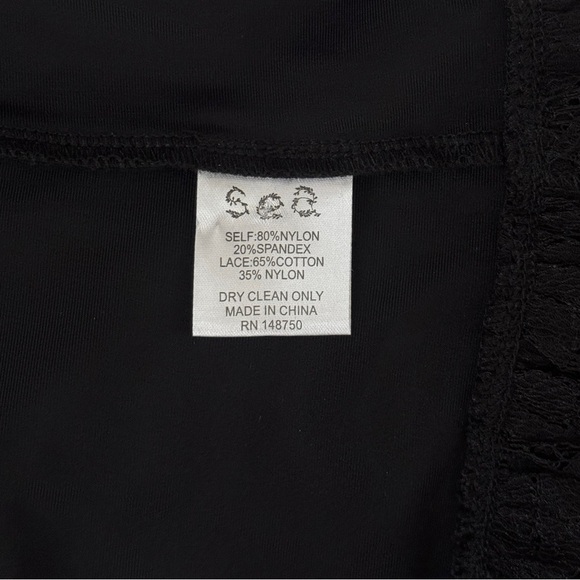 sea
SELF:80%NYLON
20%SPANDEX
LACE:65%COTTON
35% NYLON
DRY CLEAN ONLY
MADE IN CHINA
RN 148750